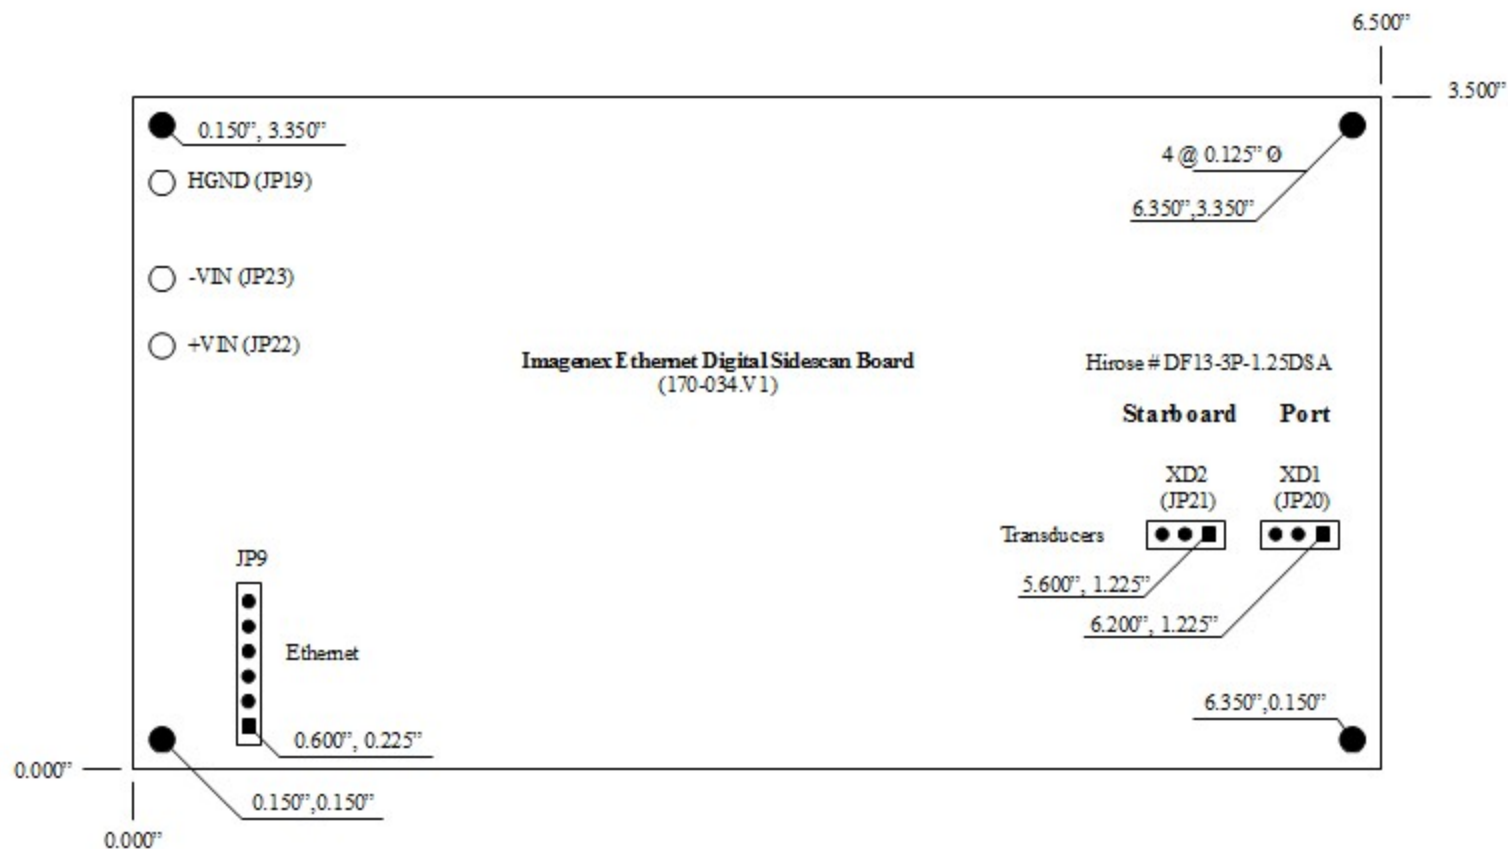 6.500”
3.500”
0.150”, 3.350”
4 @ 0.125” Ø
HGND (JP19)
6.350”,3.350”
-VIN (JP23)
+VIN (JP22)
Imagenex Ethernet Digital Sidescan Board
(170-034.V1)
Hirose # DF13-3P-1.25DSA
Starboard Port
XD2 XD1
(JP21) (JP20)
Transducers
JP9
5.600”, 1.225”
6.200”, 1.225”
Ethernet
6.350”,0.150”
0.600”, 0.225”
0.000”
0.150”,0.150”
0.000”